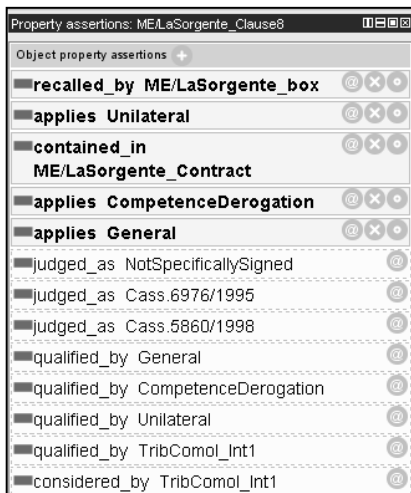 Property assertions: ME/LaSorgente_Clause8
Object property assertions
recalled_by ME/LaSorgente_box
applies Unilateral
contained_in
ME/LaSorgente_Contract
applies CompetenceDerogation
applies General
judged_as NotSpecificallySigned
judged_as Cass.6976/1995
judged_as Cass.5860/1998
qualified_by General
qualified_by CompetenceDerogation
qualified_by Unilateral
qualified_by TribComol_Int1
considered_by TribComol_Int1